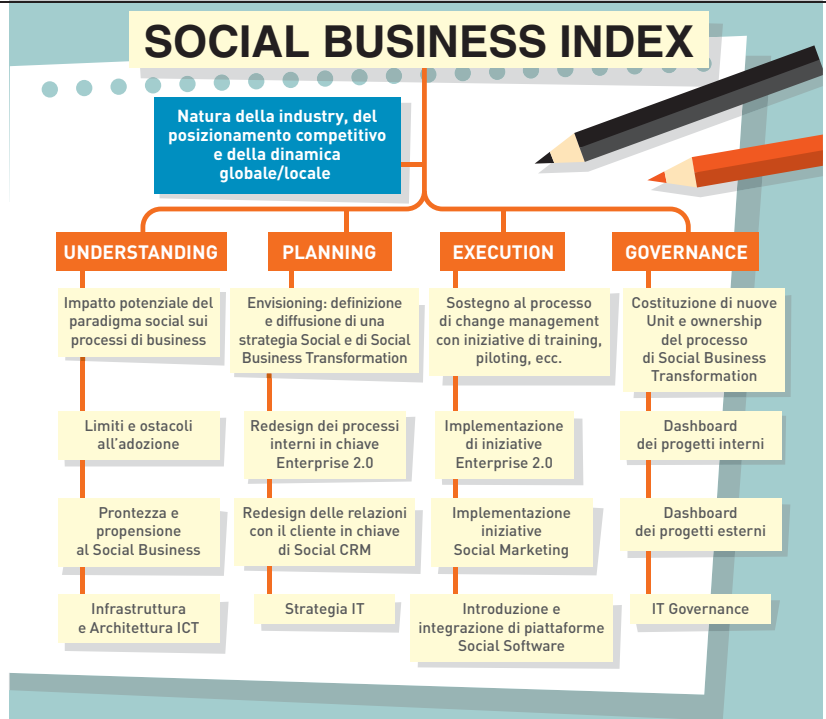 SOCIAL BUSINESS INDEX
Natura della industry, del
posizionamento competitivo
e della dinamica
globale/locale
UNDERSTANDING
Impatto potenziale del
paradigma social sui
processi di business
Limiti e ostacoli
all'adozione
Prontezza e
propensione
al Social Business
Infrastruttura
e Architettura ICT
PLANNING
Envisioning: definizione
e diffusione di una
strategia Social e di Social
Business Transformation
Redesign dei processi
interni in chiave
Enterprise 2.0
Redesign delle relazioni
con il cliente in chiave
di Social CRM
Strategia IT
EXECUTION
Sostegno al processo
di change management
con iniziative di training,
piloting, ecc.
Implementazione
di iniziative
Enterprise 2.0
Implementazione
iniziative
Social Marketing
Introduzione e
integrazione di piattaforme
Social Software
GOVERNANCE
Costituzione di nuove
Unit e ownership
del processo
di Social Business
Transformation
Dashboard
dei progetti interni
Dashboard
dei progetti esterni
IT Governance